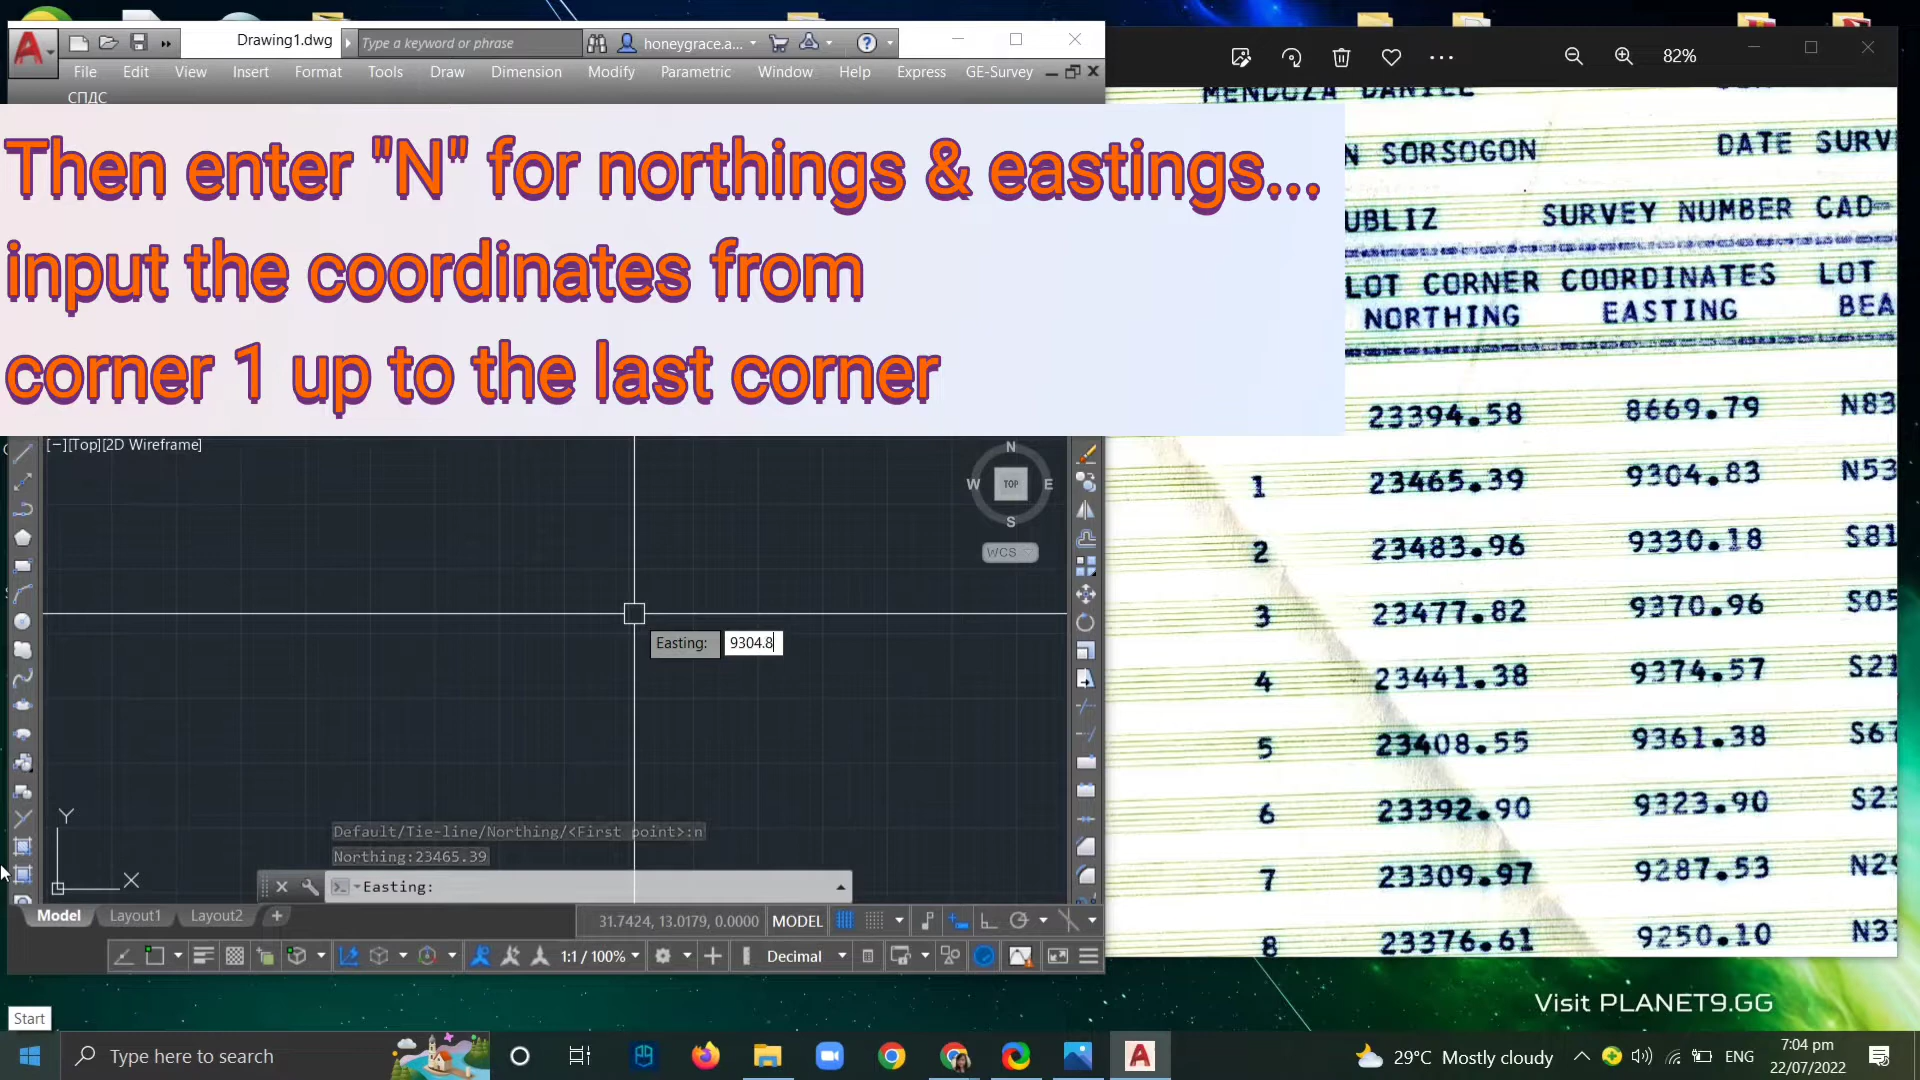 Drawing1.dwg
Type a keyword or phrase
honeygrace.a...
82%
File Edit View Insert Format Tools Draw Dimension Modify Parametric Window Help Express GE-Survey
СПДС
MENDOZA DANIEL
N SORSOGON DATE SURV
UBLIZ SURVEY NUMBER CAD-
LOT CORNER COORDINATES LOT
NORTHING EASTING BEA
23394.58 8669.79 N83
1 23465.39 9304.83 N53
2 23483.96 9330.18 S81
3 23477.82 9370.96 S05
4 23441.38 9374.57 S21
5 23408.55 9361.38 S67
6 23392.90 9323.90 S23
7 23309.97 9287.53 N29
8 23376.61 9250.10 N31
Then enter "N" for northings & eastings...
input the coordinates from
corner 1 up to the last corner
[−][Top][2D Wireframe]
N
W TOP E
S
WCS
Easting: 9304.8
Y
X
Default/Tie-line/Northing/<First point>:n
Northing:23465.39
Easting:
Model Layout1 Layout2 +
31.7424, 13.0179, 0.0000 MODEL
1:1 / 100% Decimal
Visit PLANET9.GG
Start
Type here to search
29°C Mostly cloudy
ENG
7:04 pm
22/07/2022